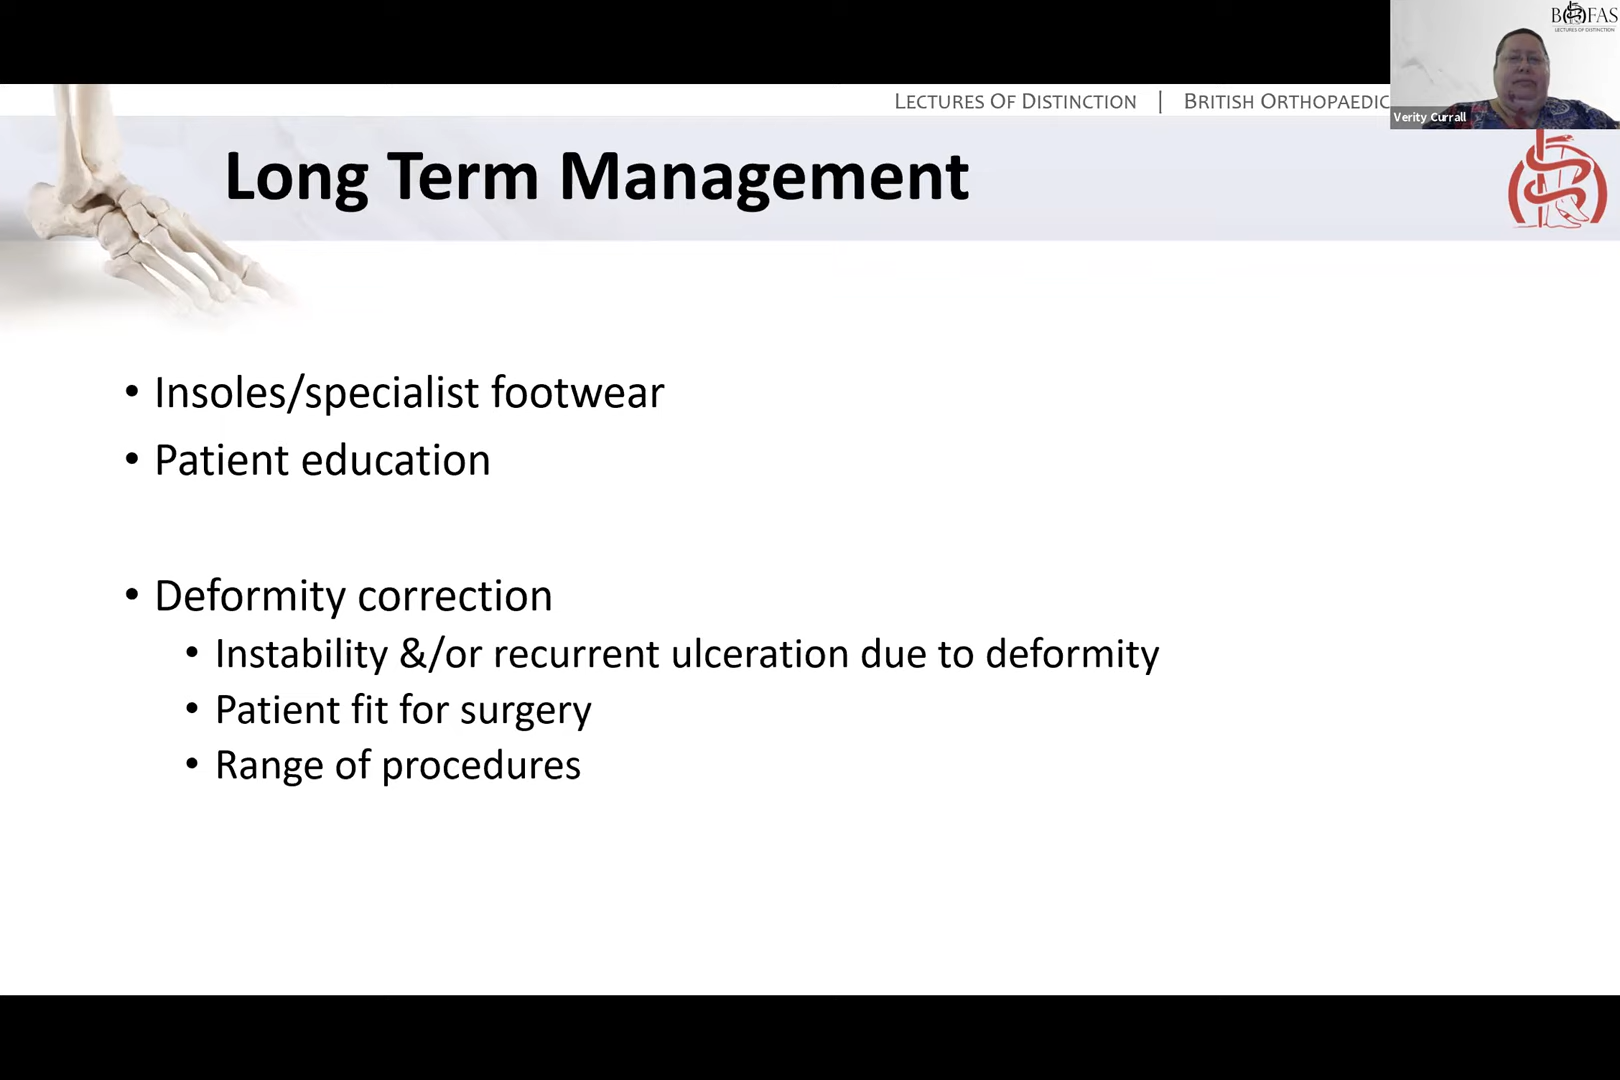 BOFAS
LECTURES OF DISTINCTION
LECTURES OF DISTINCTION | BRITISH ORTHOPAEDIC
Verity Currall
Long Term Management
• Insoles/specialist footwear
• Patient education
• Deformity correction
• Instability &/or recurrent ulceration due to deformity
• Patient fit for surgery
• Range of procedures